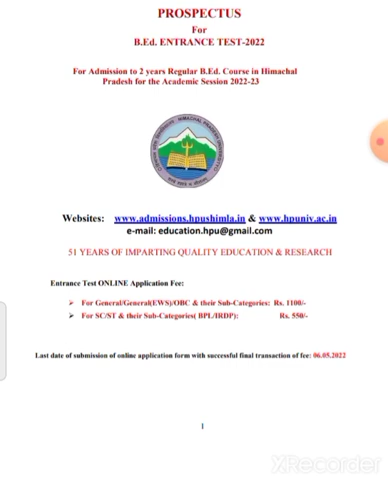 PROSPECTUS
For
B.Ed. ENTRANCE TEST-2022
For Admission to 2 years Regular B.Ed. Course in Himachal
Pradesh for the Academic Session 2022-23
HIMACHAL PRADESH UNIVERSITY
Websites: www.admissions.hpushimla.in & www.hpuniv.ac.in
e-mail: education.hpu@gmail.com
51 YEARS OF IMPARTING QUALITY EDUCATION & RESEARCH
Entrance Test ONLINE Application Fee:
➢ For General/General(EWS)/OBC & their Sub-Categories: Rs. 1100/-
➢ For SC/ST & their Sub-Categories( BPL/IRDP): Rs. 550/-
Last date of submission of online application form with successful final transaction of fee: 06.05.2022
1
XRecorder